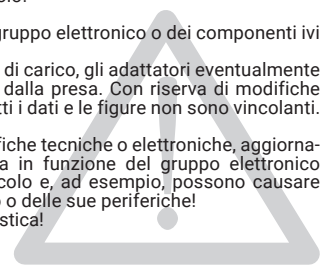 gruppo elettronico o dei componenti ivi
di carico, gli adattatori eventualmente
dalla presa. Con riserva di modifiche
tti i dati e le figure non sono vincolanti.
fiche tecniche o elettroniche, aggiorna-
a in funzione del gruppo elettronico
colo e, ad esempio, possono causare
o delle sue periferiche!
stica!